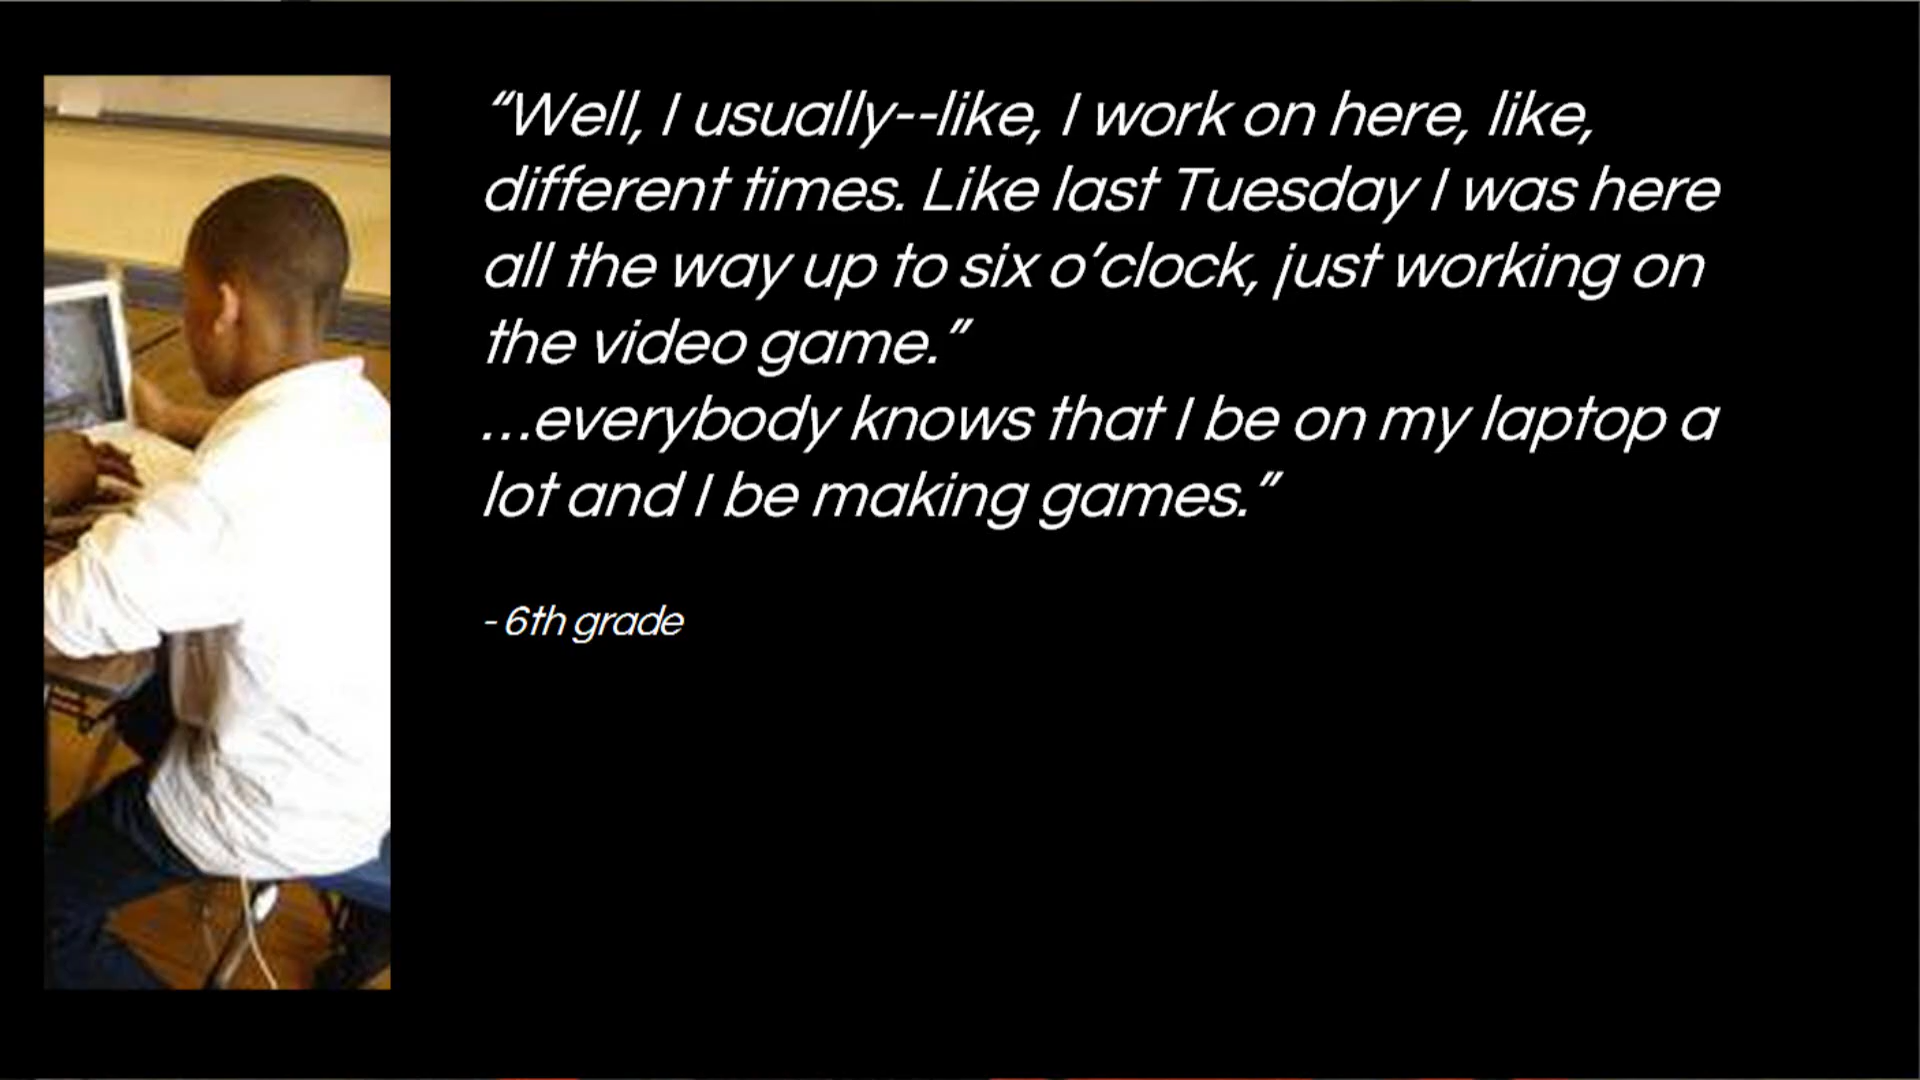 “Well, I usually--like, I work on here, like,
different times. Like last Tuesday I was here
all the way up to six o’clock, just working on
the video game.”
...everybody knows that I be on my laptop a
lot and I be making games.”
- 6th grade